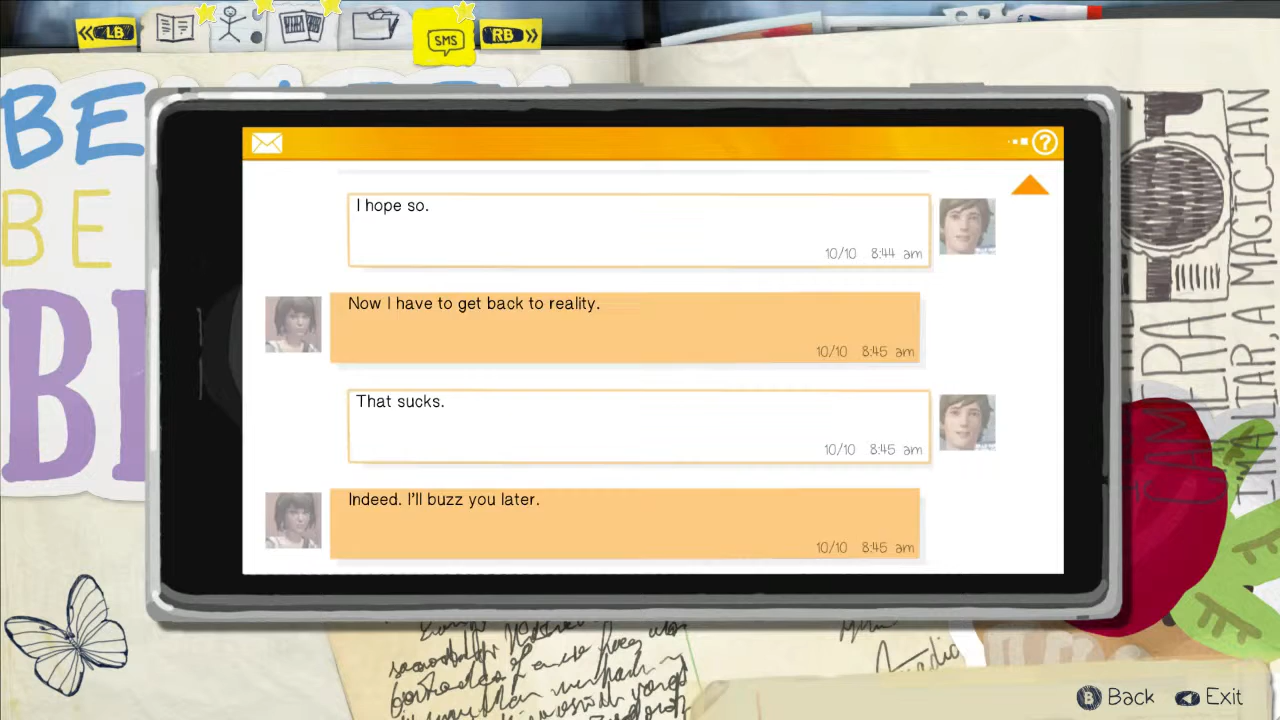 LB
SMS
RB
BE
BE
I hope so.
10/10 8:44 am
Now I have to get back to reality.
10/10 8:45 am
That sucks.
10/10 8:45 am
Indeed. I'll buzz you later.
10/10 8:45 am
CAMERA
LIAR, A MAGICIAN
B Back
Exit